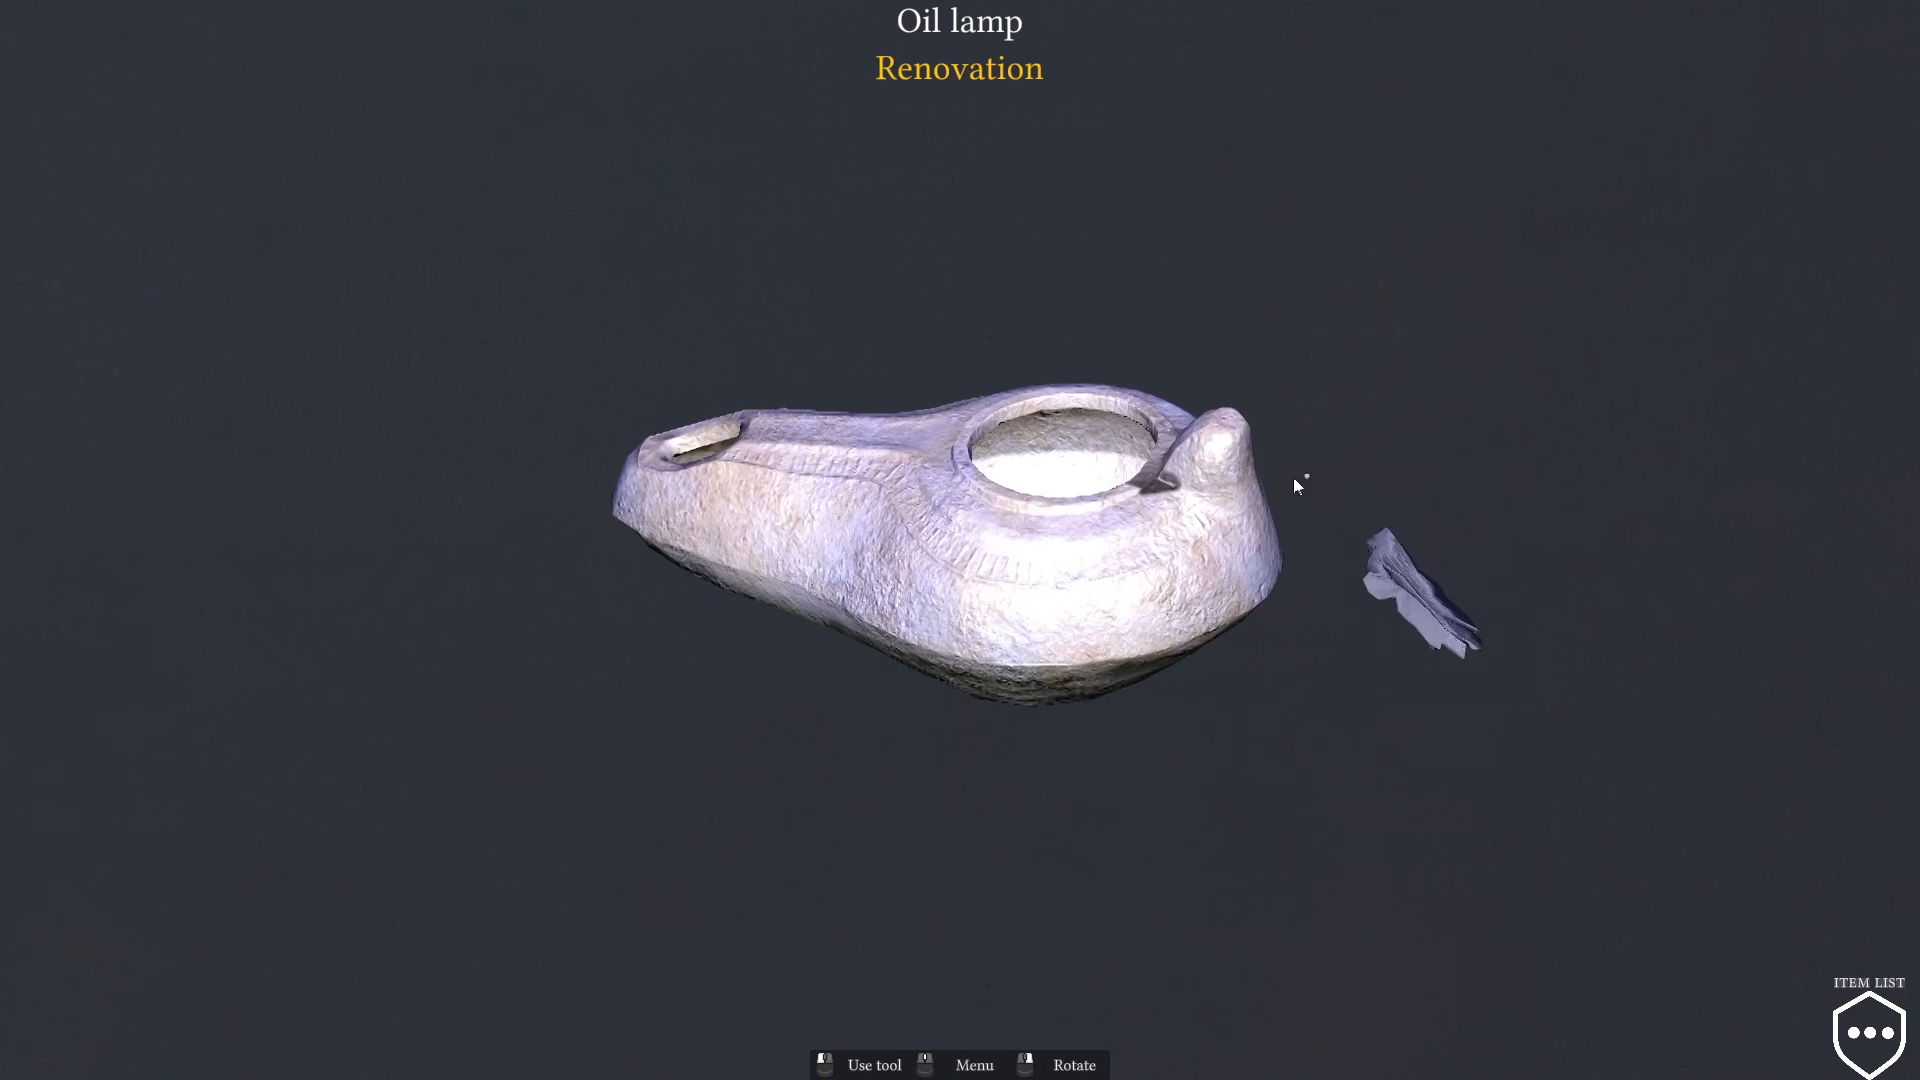 Oil lamp
Renovation
ITEM LIST
Use tool
Menu
Rotate